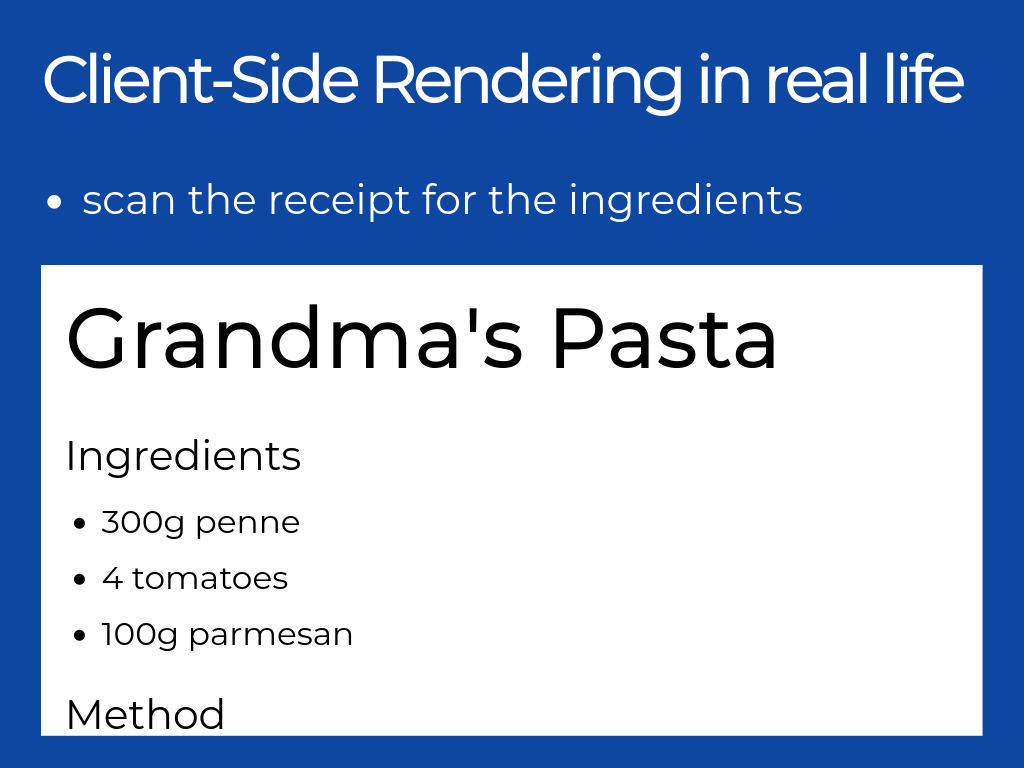 Client-Side Rendering in real life
• scan the receipt for the ingredients
Grandma's Pasta
Ingredients
• 300g penne
• 4 tomatoes
• 100g parmesan
Method